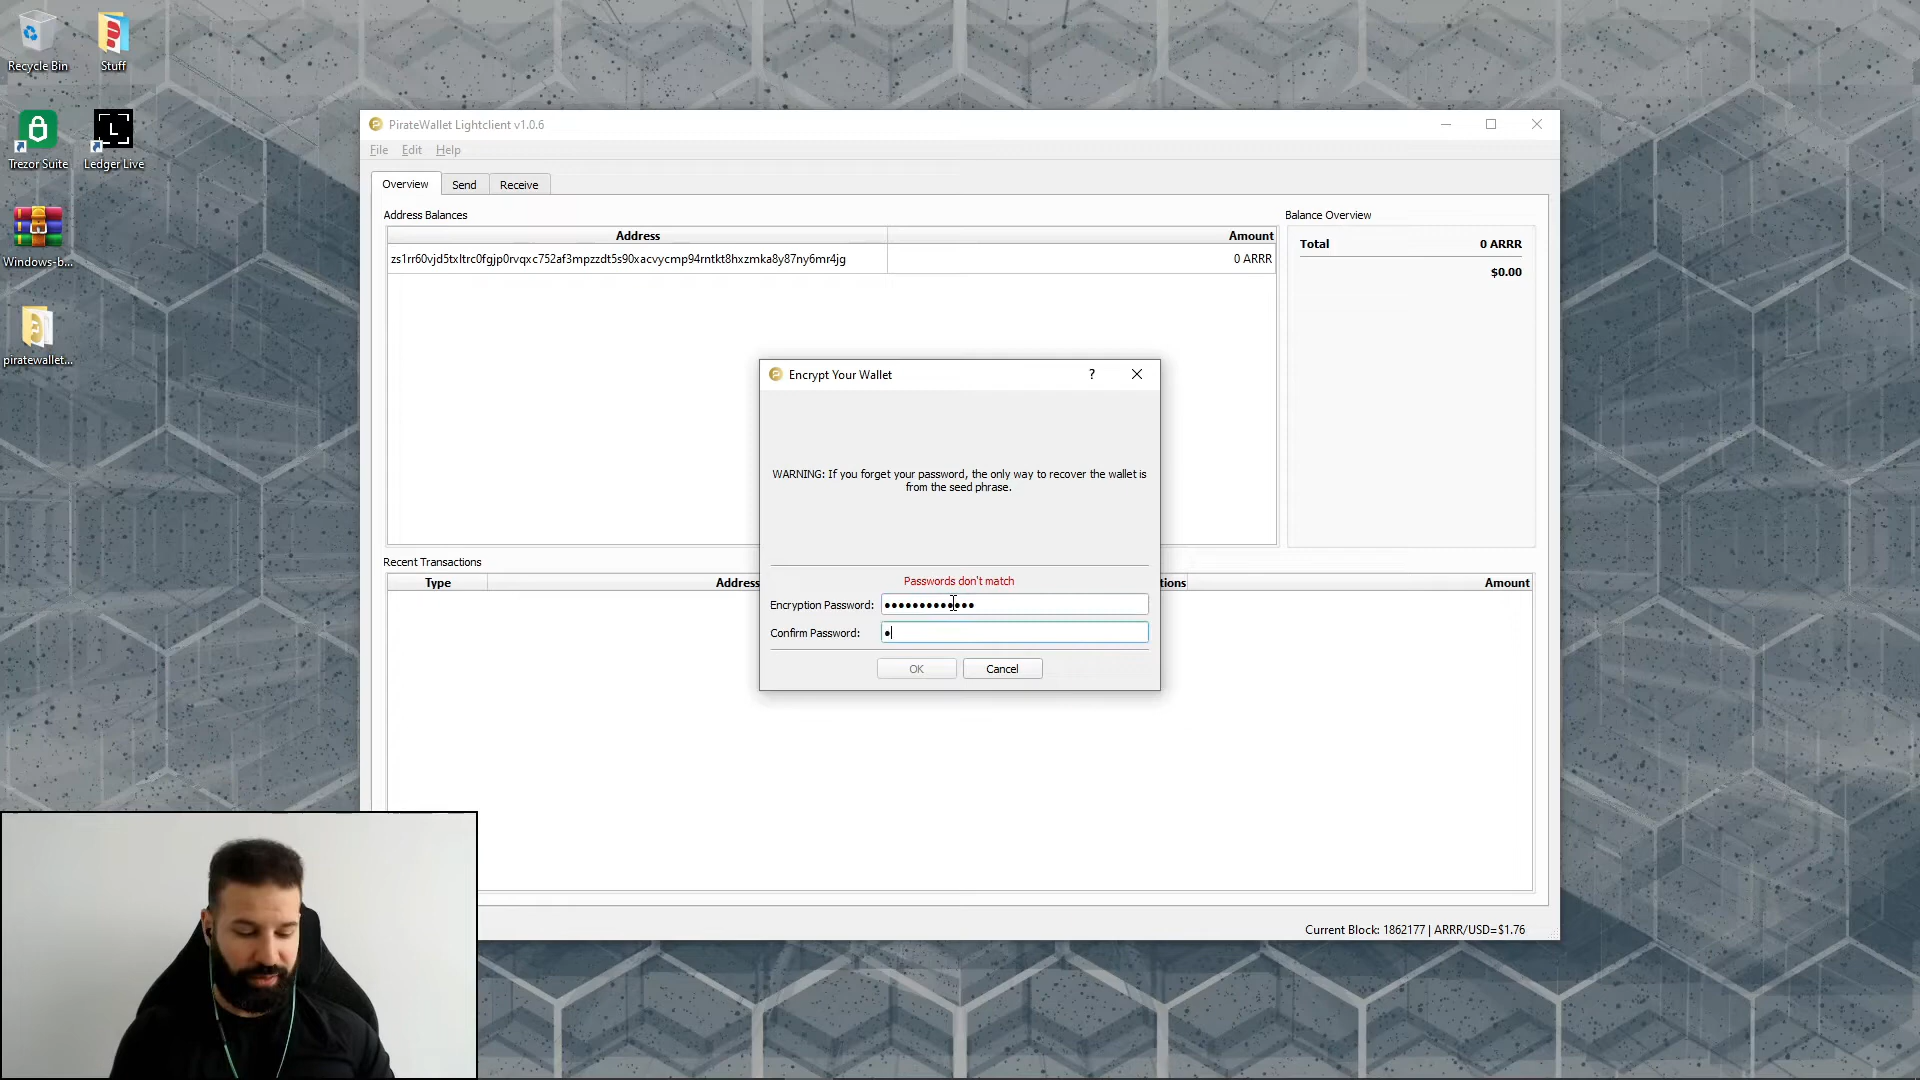 Recycle Bin
Stuff
Trezor Suite
Ledger Live
Windows-b...
piratewallet...
PirateWallet Lightclient v1.0.6
File Edit Help
Overview Send Receive
Address Balances
Address Amount
zs1rr60vjd5txltrc0fgjp0rvqxc752af3mpzzdt5s90xacvycmp94rntkt8hxzmka8y87ny6mr4jg 0 ARRR
Balance Overview
Total 0 ARRR
$0.00
Encrypt Your Wallet ?
WARNING: If you forget your password, the only way to recover the wallet is
from the seed phrase.
Passwords don't match
Encryption Password: ●●●●●●●●●●●●●
Confirm Password: ●
OK Cancel
Recent Transactions
Type Address tions Amount
Current Block: 1862177 | ARRR/USD=$1.76